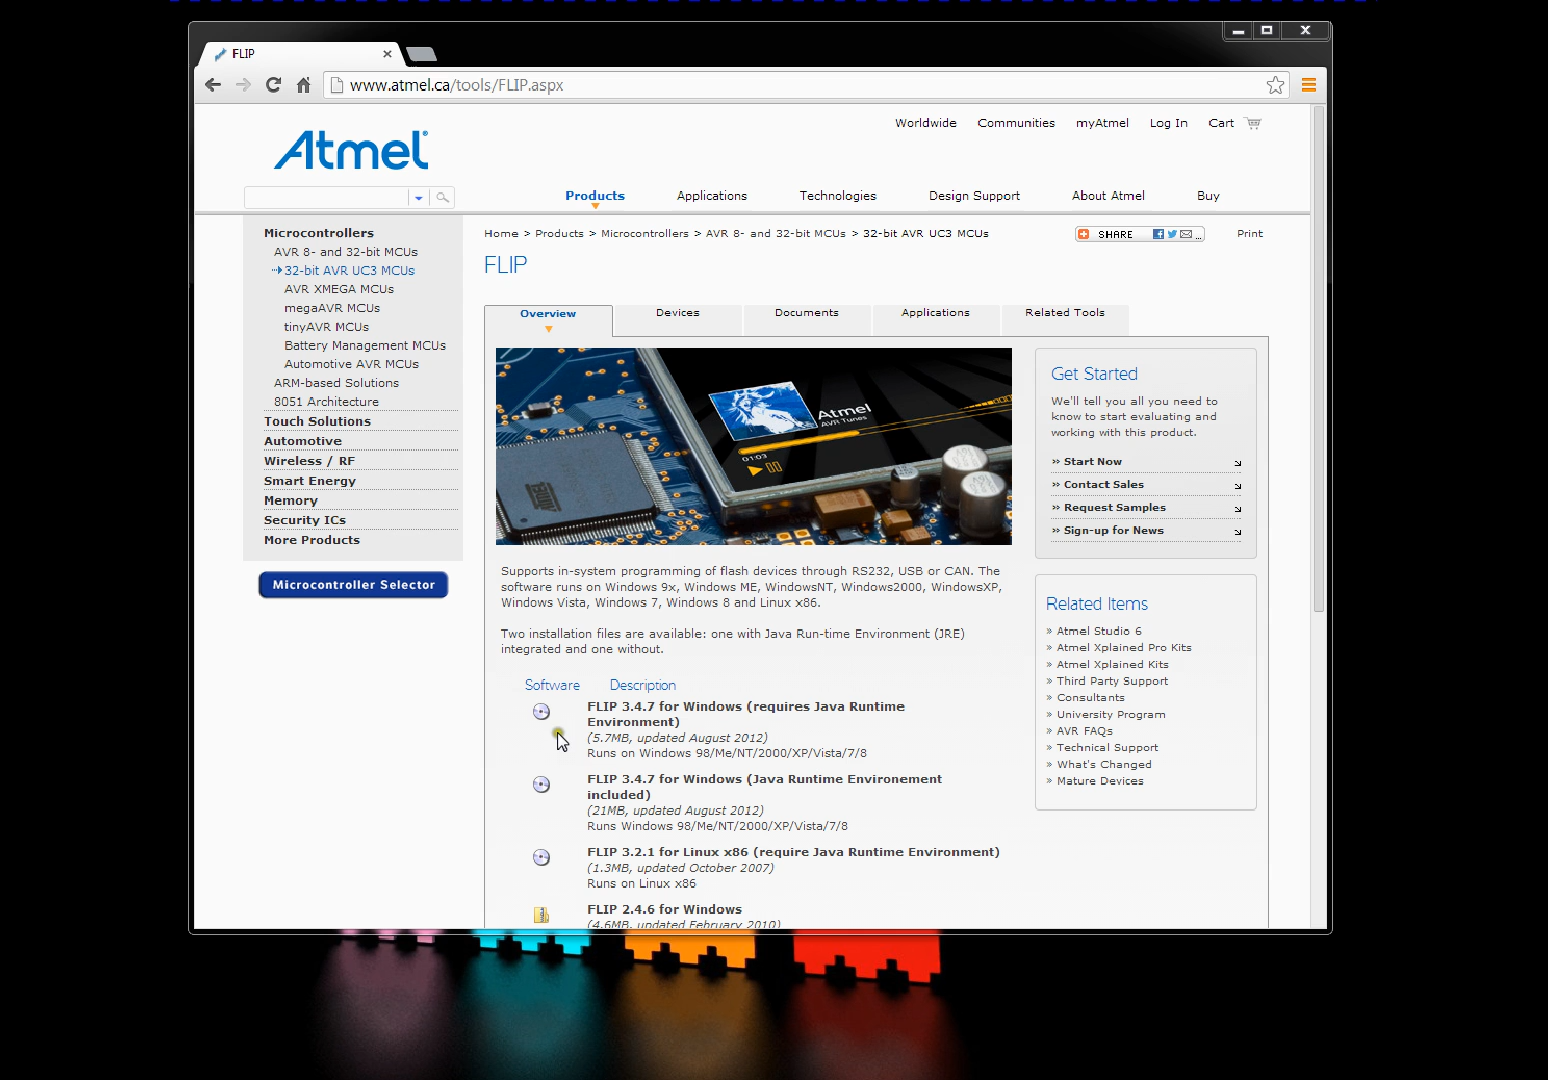 FLIP
www.atmel.ca/tools/FLIP.aspx
Worldwide Communities myAtmel Log In Cart
Atmel
Products Applications Technologies Design Support About Atmel Buy
Microcontrollers
AVR 8- and 32-bit MCUs
32-bit AVR UC3 MCUs
AVR XMEGA MCUs
megaAVR MCUs
tinyAVR MCUs
Battery Management MCUs
Automotive AVR MCUs
ARM-based Solutions
8051 Architecture
Touch Solutions
Automotive
Wireless / RF
Smart Energy
Memory
Security ICs
More Products
Microcontroller Selector
Home > Products > Microcontrollers > AVR 8- and 32-bit MCUs > 32-bit AVR UC3 MCUs
SHARE ...
Print
FLIP
Overview Devices Documents Applications Related Tools
Atmel
AVR Tunes
01:03
ATMEL
Supports in-system programming of flash devices through RS232, USB or CAN. The
software runs on Windows 9x, Windows ME, WindowsNT, Windows2000, WindowsXP,
Windows Vista, Windows 7, Windows 8 and Linux x86.
Two installation files are available: one with Java Run-time Environment (JRE)
integrated and one without.
Software Description
FLIP 3.4.7 for Windows (requires Java Runtime
Environment)
(5.7MB, updated August 2012)
Runs on Windows 98/Me/NT/2000/XP/Vista/7/8
FLIP 3.4.7 for Windows (Java Runtime Environement
included)
(21MB, updated August 2012)
Runs Windows 98/Me/NT/2000/XP/Vista/7/8
FLIP 3.2.1 for Linux x86 (require Java Runtime Environment)
(1.3MB, updated October 2007)
Runs on Linux x86
FLIP 2.4.6 for Windows
(4.6MB, updated February 2010)
Get Started
We'll tell you all you need to
know to start evaluating and
working with this product.
» Start Now
» Contact Sales
» Request Samples
» Sign-up for News
Related Items
» Atmel Studio 6
» Atmel Xplained Pro Kits
» Atmel Xplained Kits
» Third Party Support
» Consultants
» University Program
» AVR FAQs
» Technical Support
» What's Changed
» Mature Devices